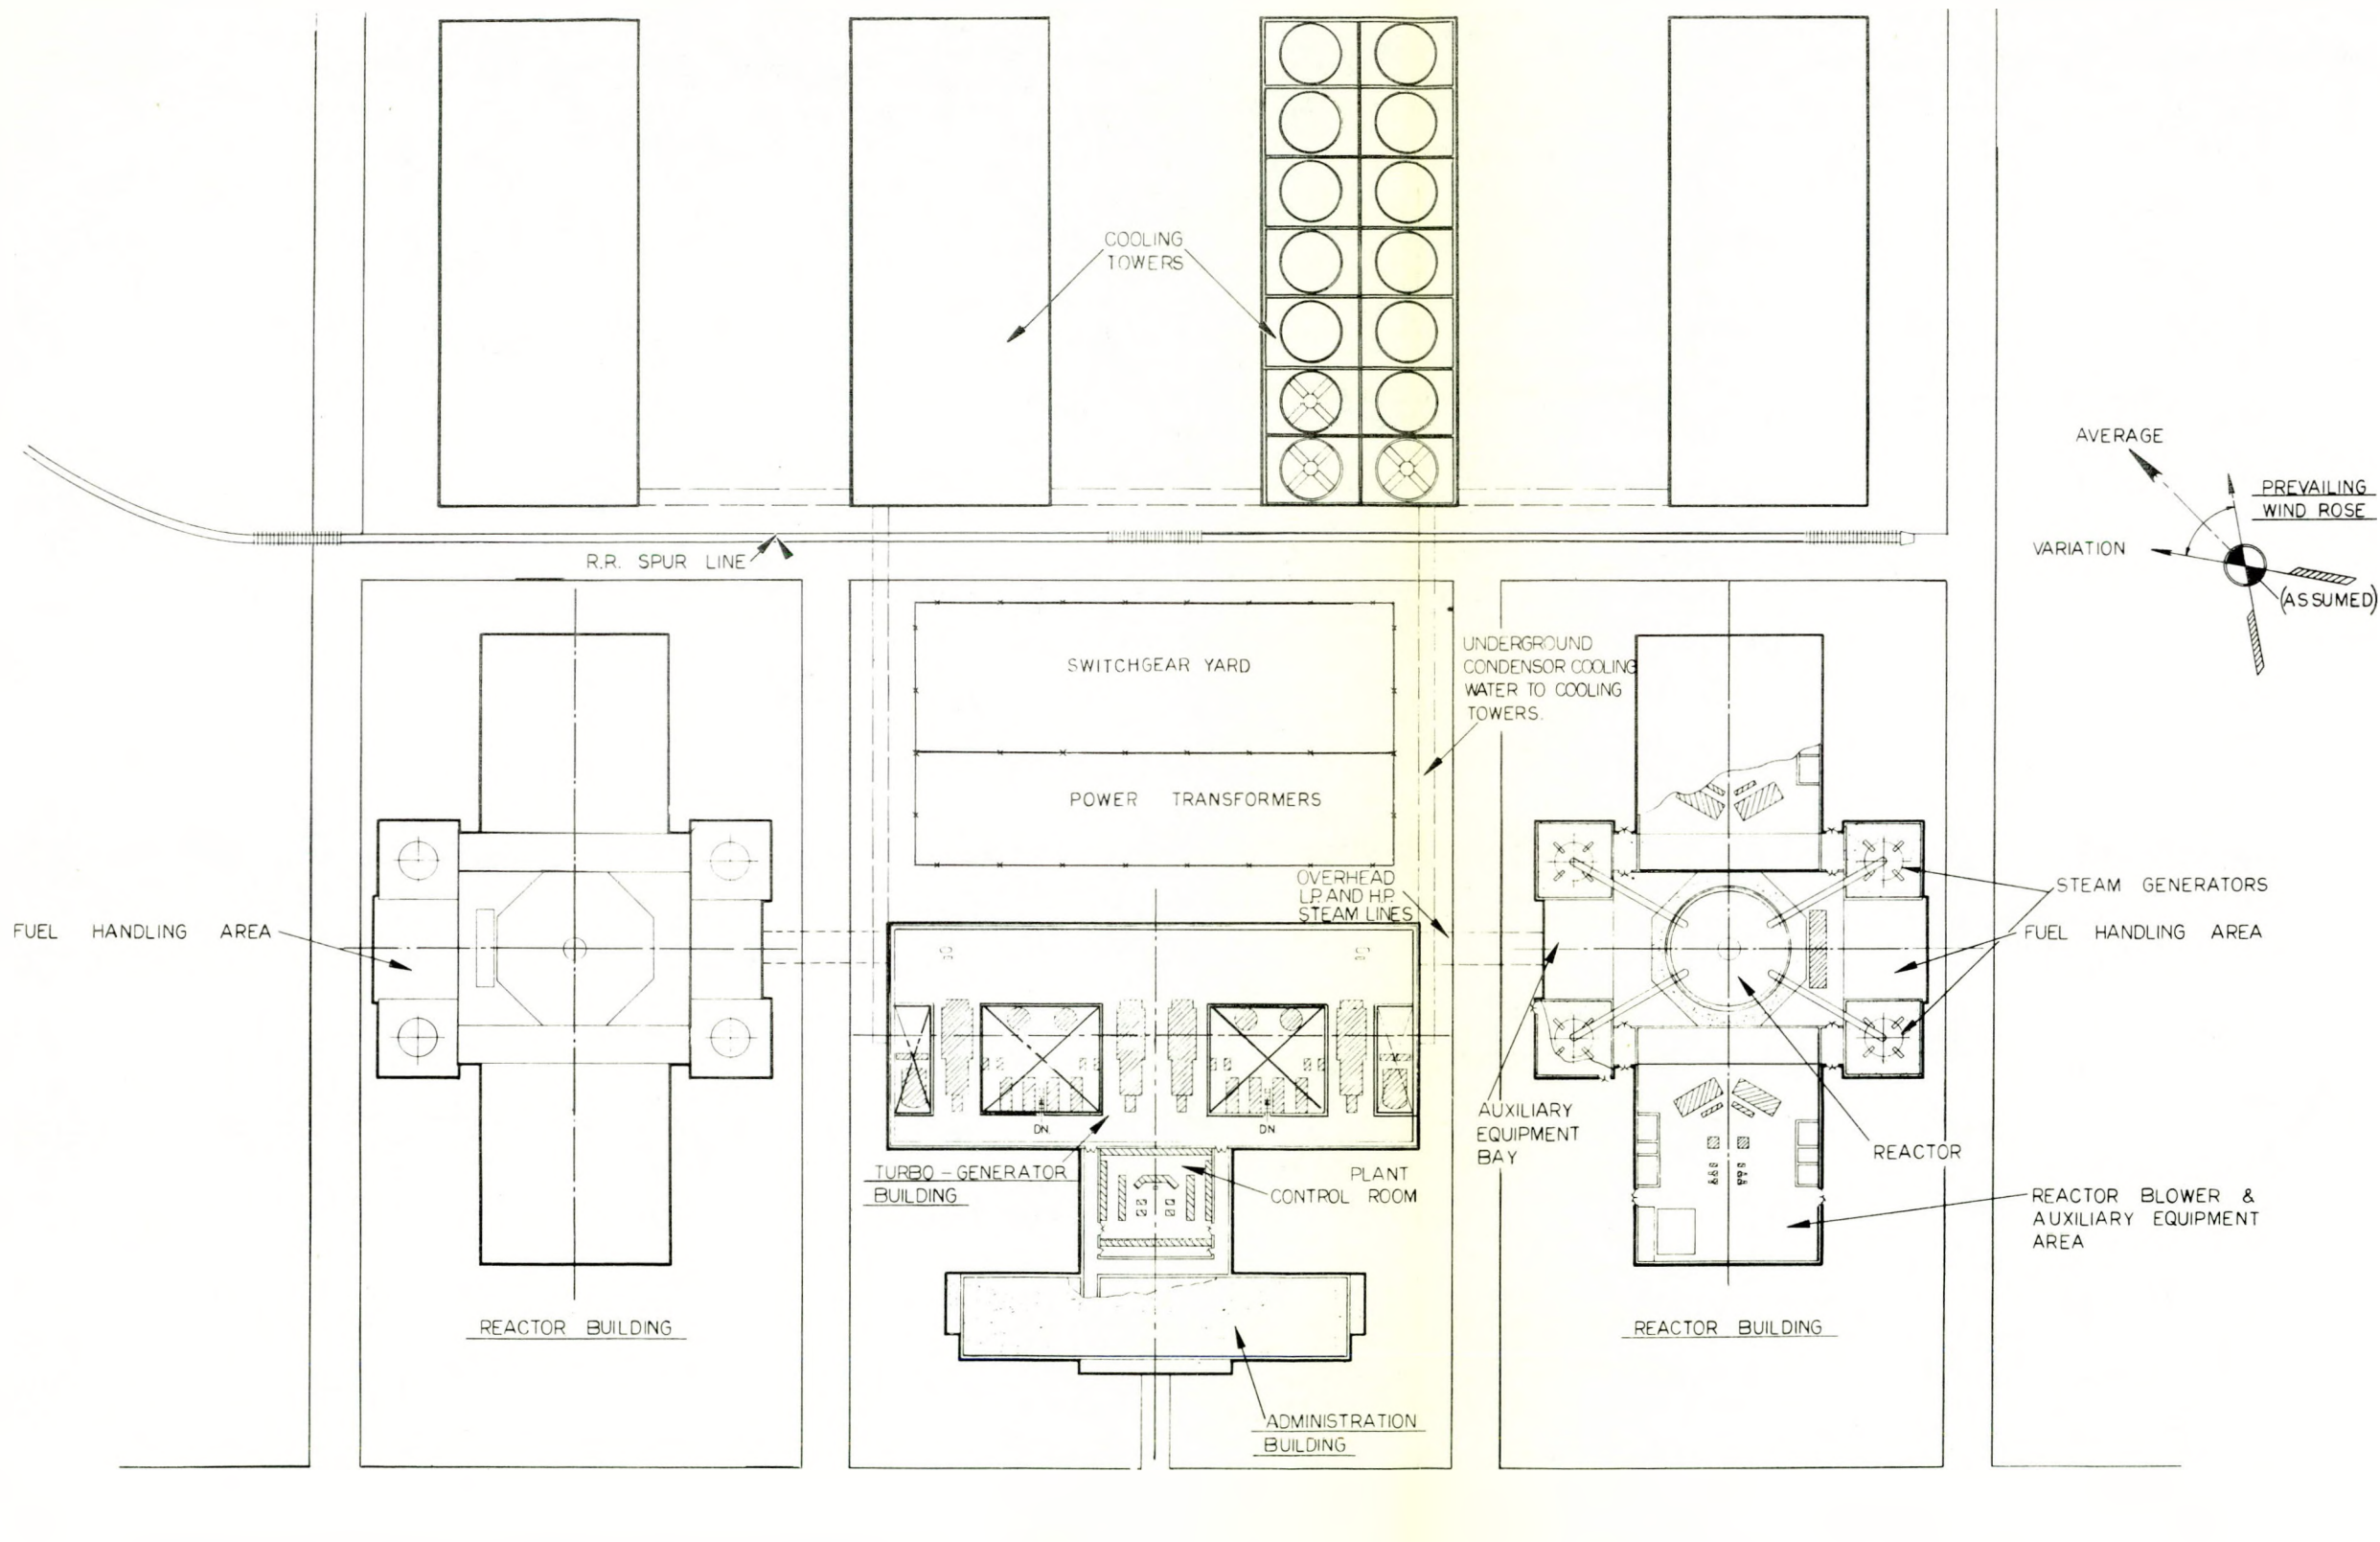 COOLING
TOWERS
AVERAGE
PREVAILING
WIND ROSE
VARIATION
(ASSUMED)
R.R. SPUR LINE
SWITCHGEAR YARD
UNDERGROUND
CONDENSOR COOLING
WATER TO COOLING
TOWERS.
POWER TRANSFORMERS
OVERHEAD
L.P. AND H.P.
STEAM LINES
STEAM GENERATORS
FUEL HANDLING AREA
FUEL HANDLING AREA
DN.
DN.
AUXILIARY
EQUIPMENT
BAY
REACTOR
TURBO-GENERATOR
BUILDING
PLANT
CONTROL ROOM
REACTOR BLOWER &
AUXILIARY EQUIPMENT
AREA
REACTOR BUILDING
REACTOR BUILDING
ADMINISTRATION
BUILDING